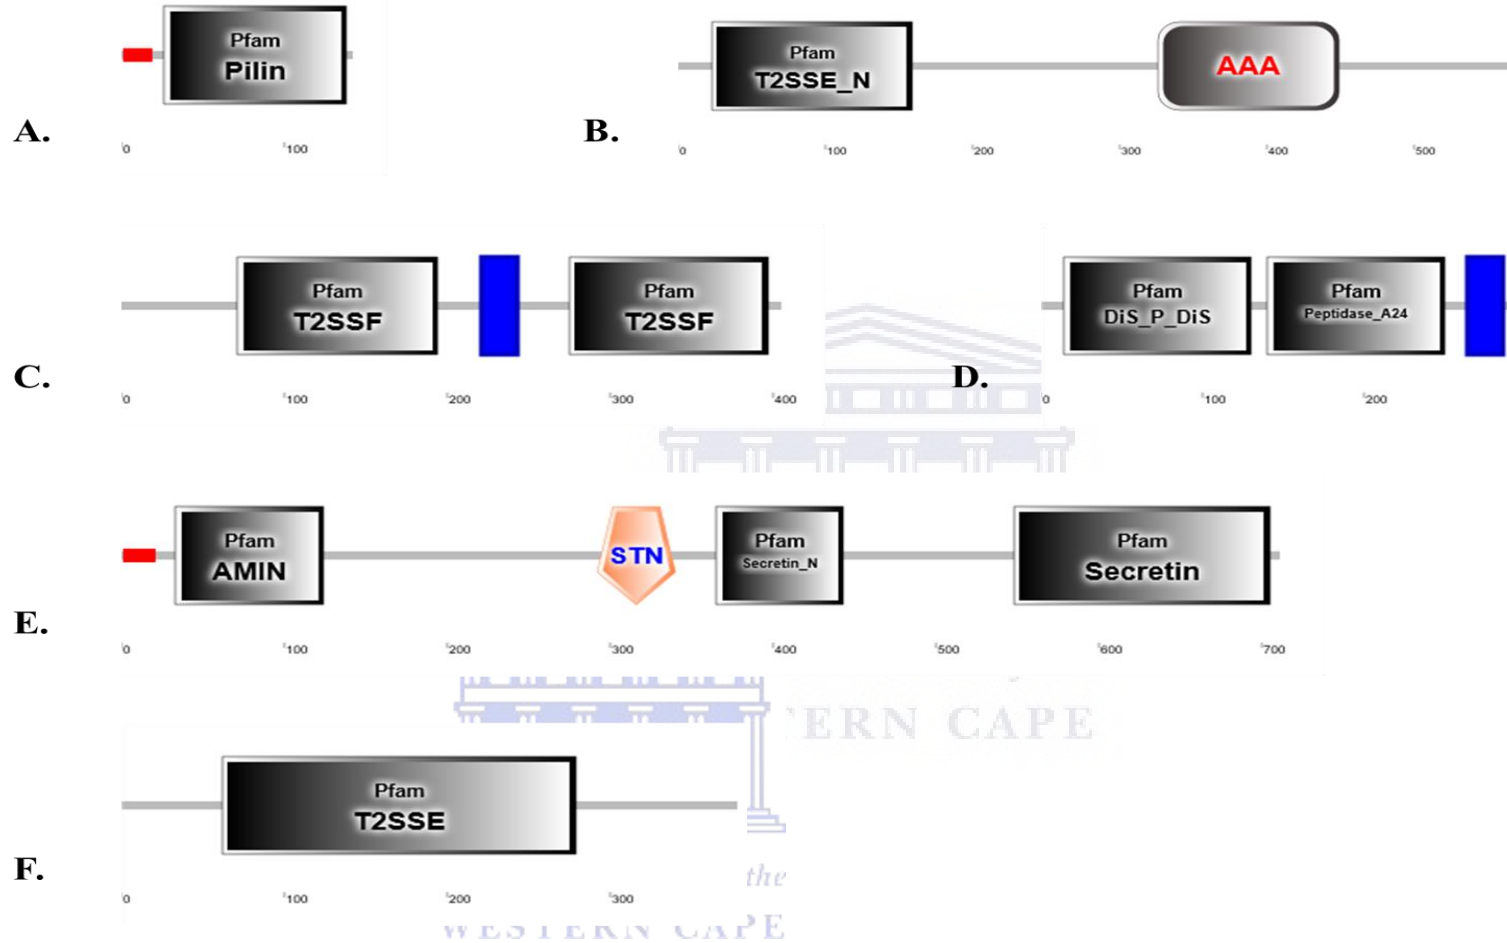 Pfam
Pilin
A.
0 100
Pfam
T2SSE_N
AAA
B.
0 100 200 300 400 500
Pfam
T2SSF
Pfam
T2SSF
C.
0 100 200 300 400
Pfam
DiS_P_DiS
Pfam
Peptidase_A24
D.
0 100 200
Pfam
AMIN
STN
Pfam
Secretin_N
Pfam
Secretin
E.
0 100 200 300 400 500 600 700
ERN CAPE
Pfam
T2SSE
F.
0 100 200 300
the
WESTERN CAPE